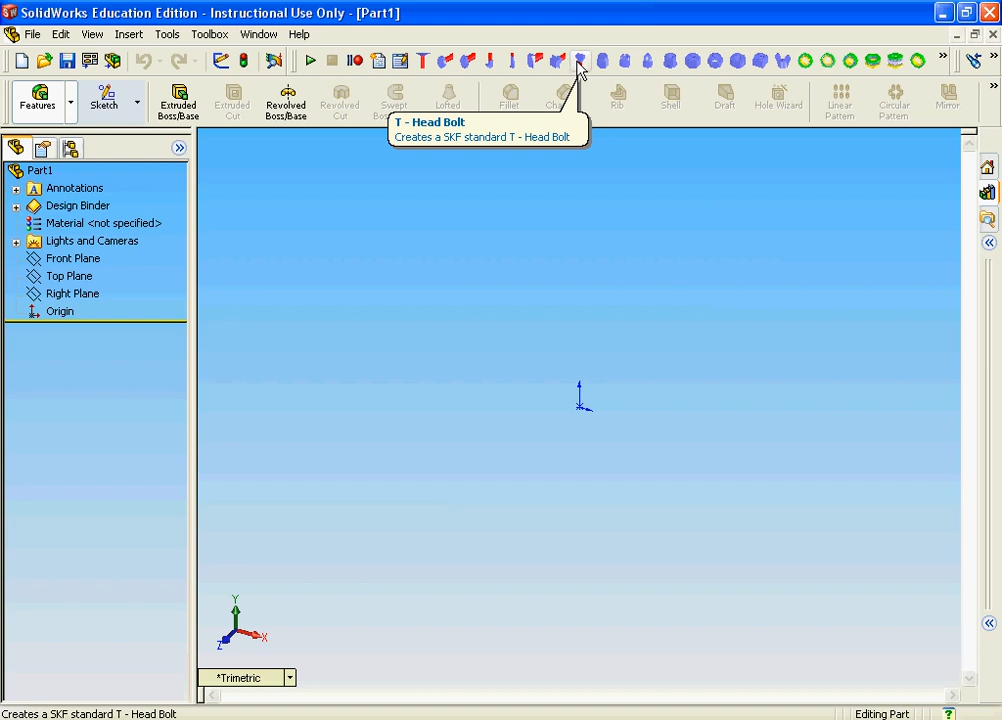 SolidWorks Education Edition - Instructional Use Only - [Part1]
File Edit View Insert Tools Toolbox Window Help
Features Sketch Extruded Boss/Base Extruded Cut Revolved Boss/Base Revolved Cut Swept Lofted Fillet Rib Shell Draft Hole Wizard Linear Pattern Circular Pattern Mirror
T - Head Bolt
Creates a SKF standard T - Head Bolt
Part1
A Annotations
Design Binder
Material <not specified>
Lights and Cameras
Front Plane
Top Plane
Right Plane
Origin
Y
X
Z
*Trimetric
Creates a SKF standard T - Head Bolt
Editing Part
?